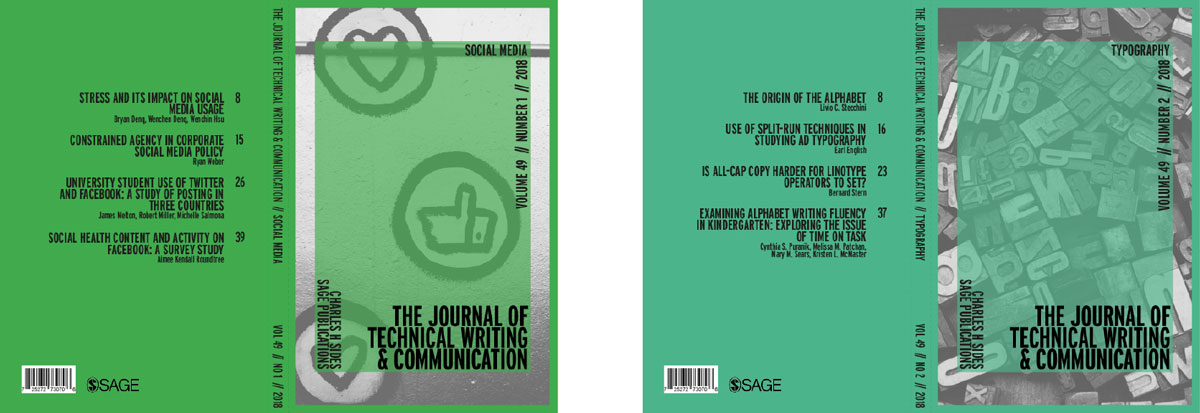 STRESS AND ITS IMPACT ON SOCIAL
MEDIA USAGE
8
Bryan Deng, Wenchen Deng, Wenchin Hsu
CONSTRAINED AGENCY IN CORPORATE
SOCIAL MEDIA POLICY
15
Ryan Weber
UNIVERSITY STUDENT USE OF TWITTER
AND FACEBOOK: A STUDY OF POSTING IN
THREE COUNTRIES
26
James Melton, Robert Miller, Michelle Salmona
SOCIAL HEALTH CONTENT AND ACTIVITY ON
FACEBOOK: A SURVEY STUDY
39
Aimee Kendall Roundtree
7 25272 73070 6
SAGE
THE JOURNAL OF TECHNICAL WRITING & COMMUNICATION // SOCIAL MEDIA
VOL 49 // NO 1 // 2018
SOCIAL MEDIA
VOLUME 49 // NUMBER 1 // 2018
CHARLES H SIDES
SAGE PUBLICATIONS
THE JOURNAL OF
TECHNICAL WRITING
& COMMUNICATION
THE ORIGIN OF THE ALPHABET
8
Livio C. Stecchini
USE OF SPLIT-RUN TECHNIQUES IN
STUDYING AD TYPOGRAPHY
16
Earl English
IS ALL-CAP COPY HARDER FOR LINOTYPE
OPERATORS TO SET?
23
Bernard Stern
EXAMINING ALPHABET WRITING FLUENCY
IN KINDERGARTEN: EXPLORING THE ISSUE
OF TIME ON TASK
37
Cynthia S. Puranik, Melissa M. Patchan,
Mary M. Sears, Kristen L. McMaster
7 25272 73070 6
SAGE
THE JOURNAL OF TECHNICAL WRITING & COMMUNICATION // TYPOGRAPHY
VOL 49 // NO 2 // 2018
TYPOGRAPHY
VOLUME 49 // NUMBER 2 // 2018
CHARLES H SIDES
SAGE PUBLICATIONS
THE JOURNAL OF
TECHNICAL WRITING
& COMMUNICATION